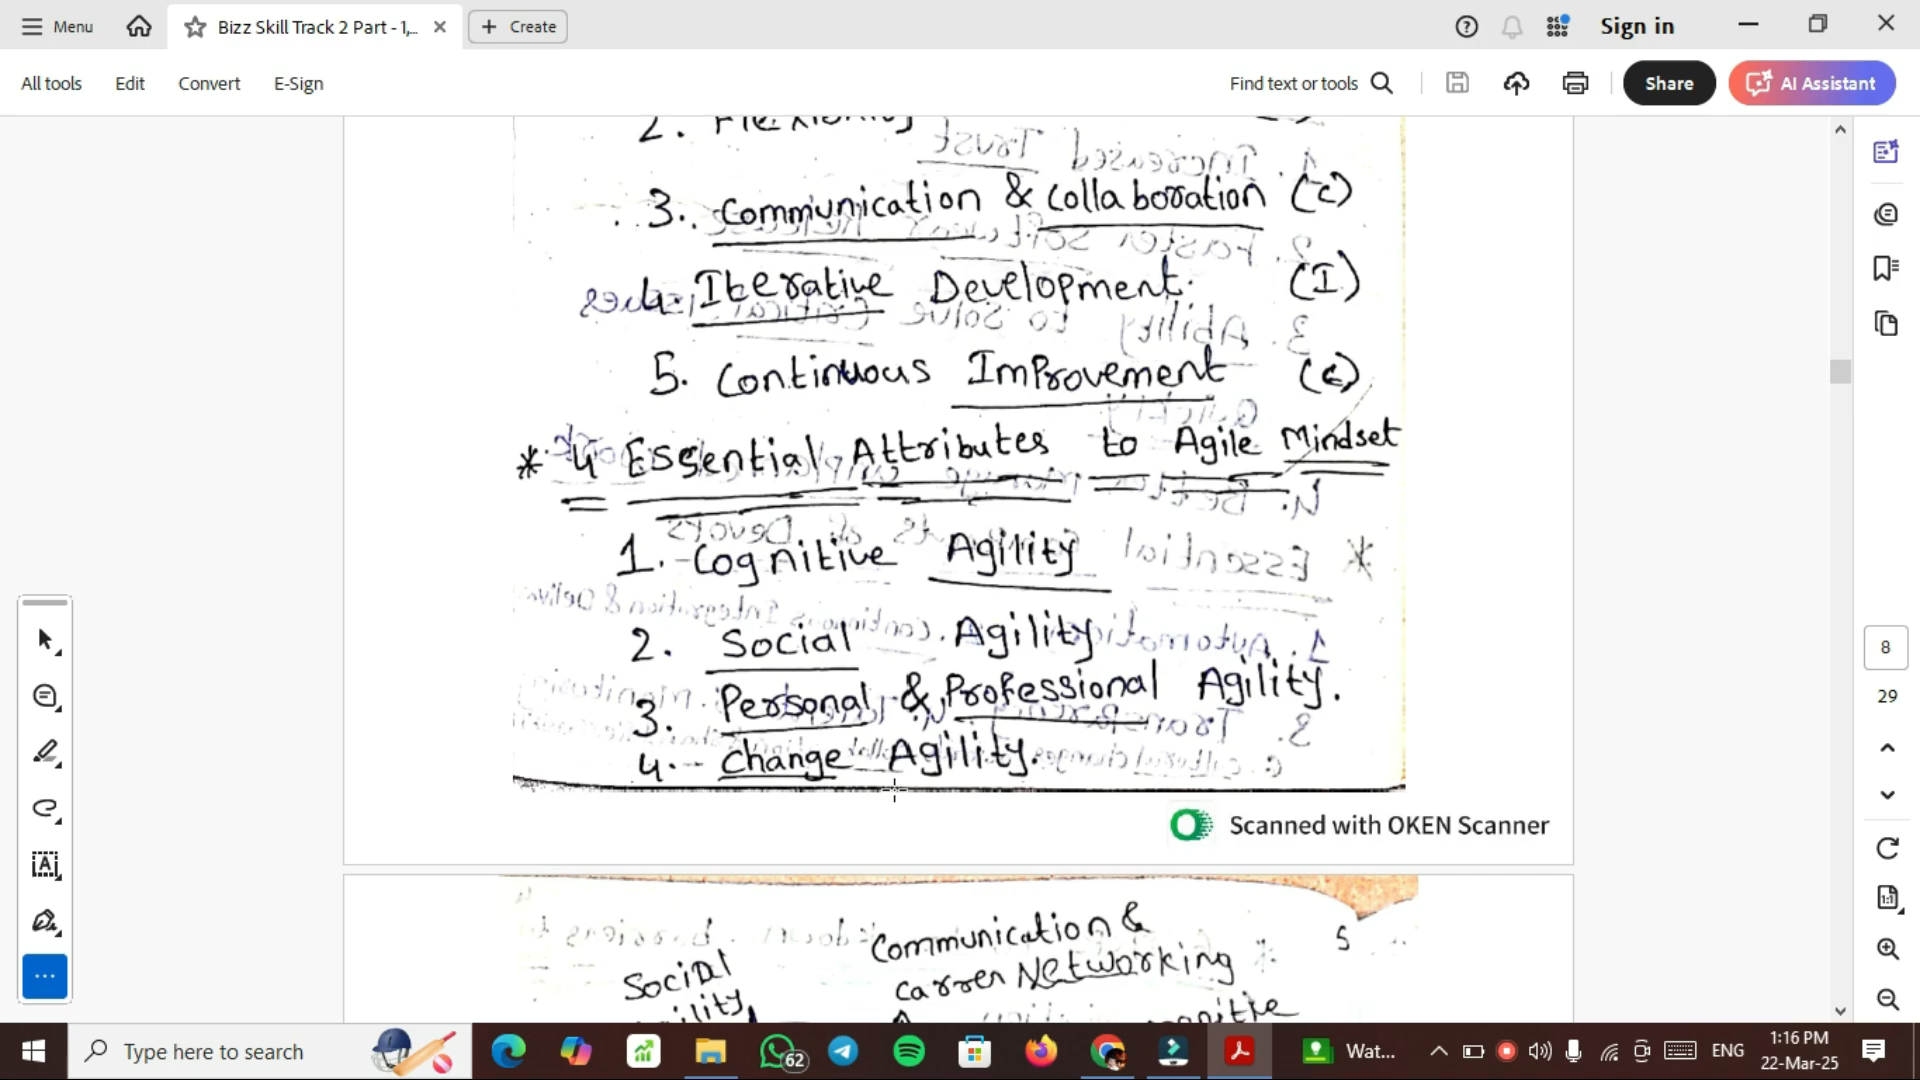 Menu
Bizz Skill Track 2 Part - 1,...
Create
Sign in
All tools
Edit
Convert
E-Sign
Find text or tools
Share
AI Assistant
2. Flexibility
3. Communication & collaboration (C)
4. Iterative Development. (I)
5. Continuous Improvement (C)
* 4 Essential Attributes to Agile Mindset
1. Cognitive Agility
2. Social Agility
3. Personal & Professional Agility.
4. change Agility.
Scanned with OKEN Scanner
Communication &
Social
carrer Networking
8
29
Type here to search
62
Wat...
ENG
1:16 PM
22-Mar-25